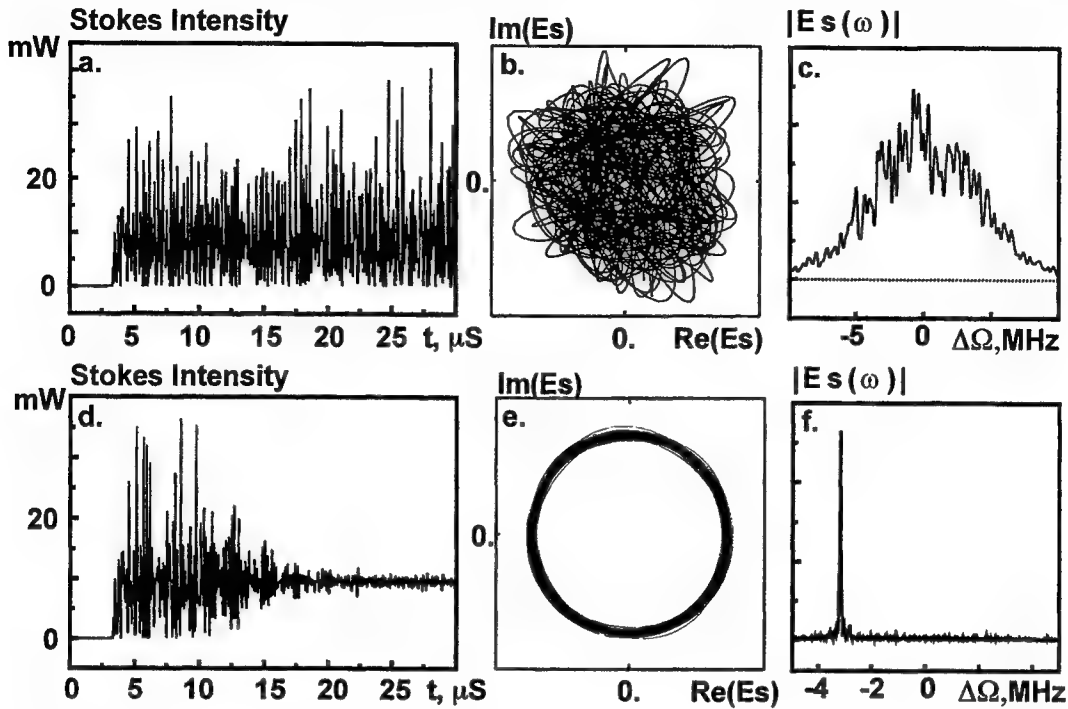 Stokes Intensity
mW
a.
20
0
0 5 10 15 20 25 t, μS
Im(Es)
b.
0.
0. Re(Es)
|Es(ω)|
c.
-5 0 ΔΩ,MHz
Stokes Intensity
mW
d.
20
0
0 5 10 15 20 25 t, μS
Im(Es)
e.
0.
0. Re(Es)
|Es(ω)|
f.
-4 -2 0 ΔΩ,MHz